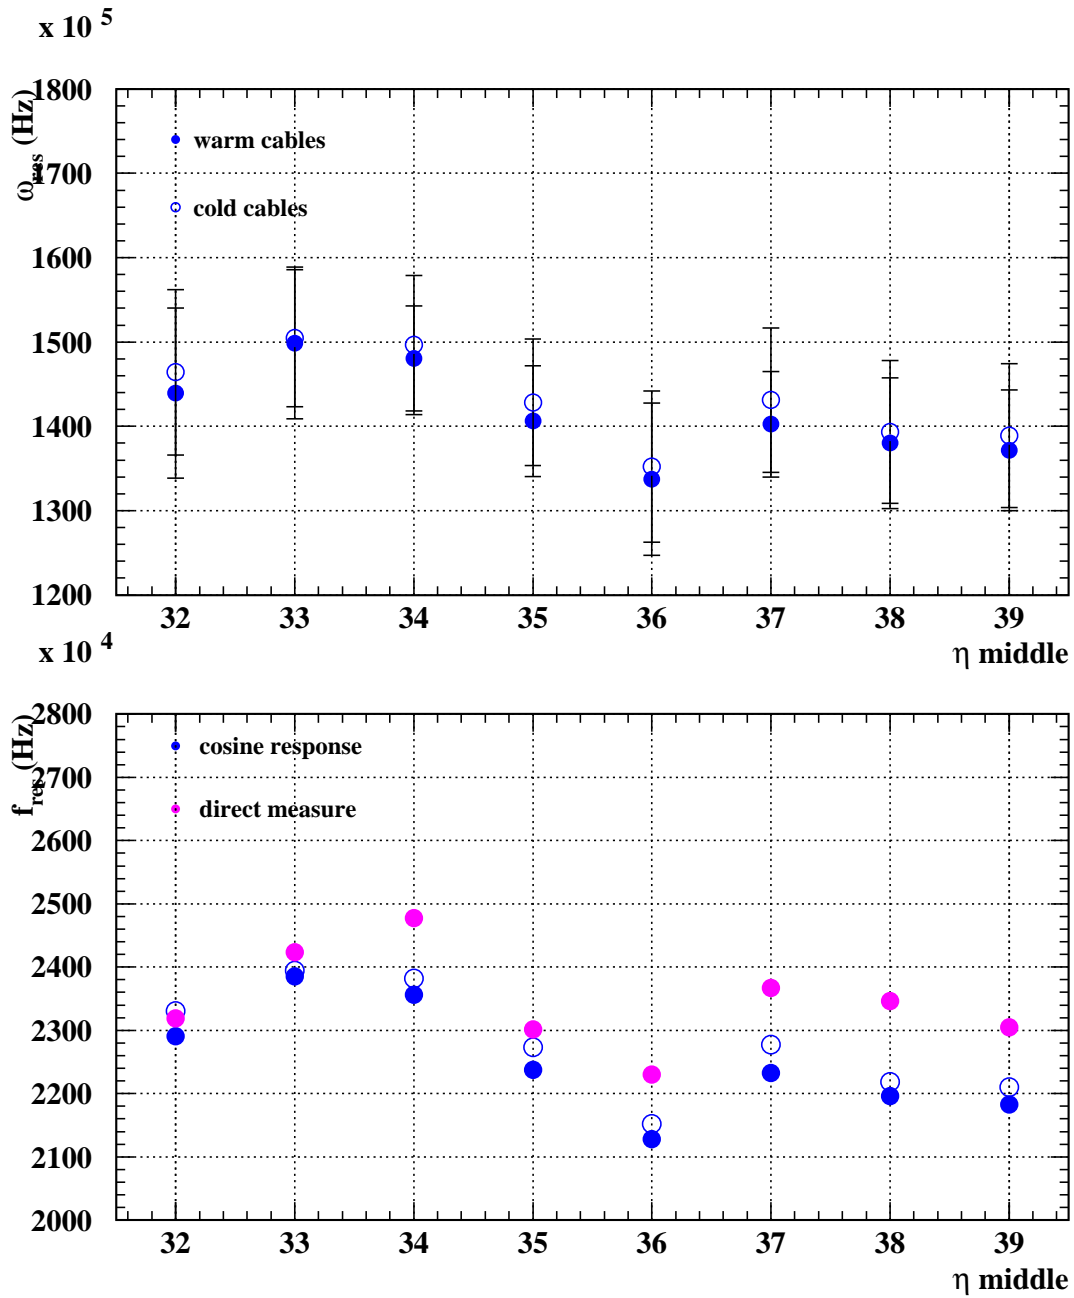 x 10 5
ω_res (Hz)
1800
1700
1600
1500
1400
1300
1200
warm cables
cold cables
32 33 34 35 36 37 38 39
η middle
x 10 4
f_res (Hz)
2800
2700
2600
2500
2400
2300
2200
2100
2000
cosine response
direct measure
32 33 34 35 36 37 38 39
η middle